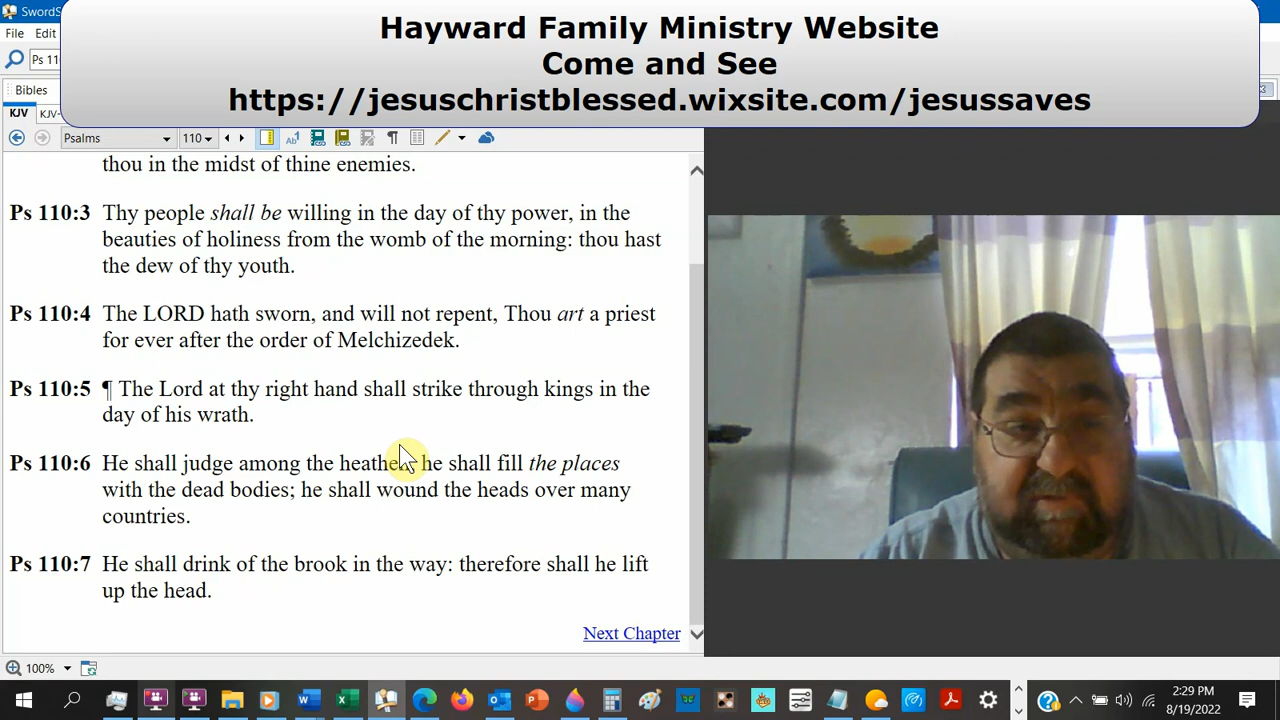 SwordS
Hayward Family Ministry Website
Come and See
https://jesuschristblessed.wixsite.com/jesussaves
File Edit
Ps 11
Bibles
KJV KJV-
Psalms 110
thou in the midst of thine enemies.
Ps 110:3 Thy people shall be willing in the day of thy power, in the
beauties of holiness from the womb of the morning: thou hast
the dew of thy youth.
Ps 110:4 The LORD hath sworn, and will not repent, Thou art a priest
for ever after the order of Melchizedek.
Ps 110:5 ¶ The Lord at thy right hand shall strike through kings in the
day of his wrath.
Ps 110:6 He shall judge among the heathen, he shall fill the places
with the dead bodies; he shall wound the heads over many
countries.
Ps 110:7 He shall drink of the brook in the way: therefore shall he lift
up the head.
Next Chapter
100%
2:29 PM
8/19/2022